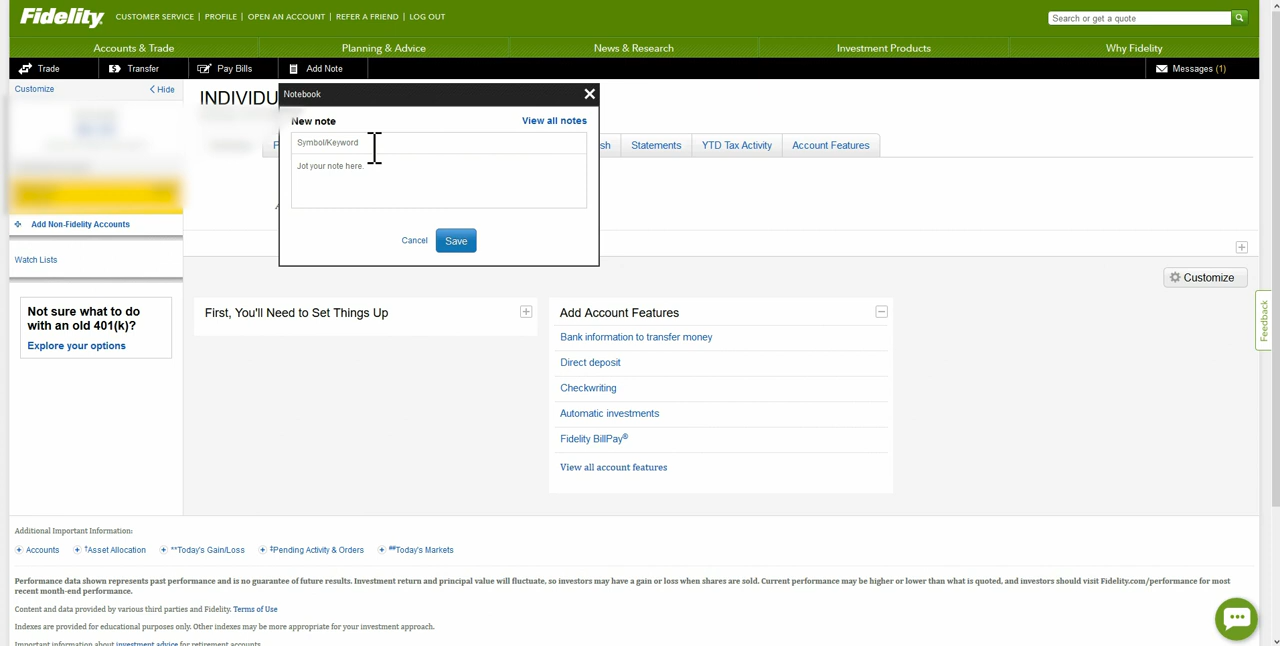 Fidelity
CUSTOMER SERVICE | PROFILE | OPEN AN ACCOUNT | REFER A FRIEND | LOG OUT
Search or get a quote
Accounts & Trade
Planning & Advice
News & Research
Investment Products
Why Fidelity
Trade
Transfer
Pay Bills
Add Note
Messages (1)
Customize
Hide
INDIVIDU
Notebook
New note
View all notes
Symbol/Keyword
Jot your note here.
Cancel
Save
sh
Statements
YTD Tax Activity
Account Features
Add Non-Fidelity Accounts
Watch Lists
Customize
Not sure what to do
with an old 401(k)?
Explore your options
First, You'll Need to Set Things Up
Add Account Features
Bank information to transfer money
Direct deposit
Checkwriting
Automatic investments
Fidelity BillPay®
View all account features
Feedback
Additional Important Information:
Accounts
†Asset Allocation
**Today's Gain/Loss
‡Pending Activity & Orders
##Today's Markets
Performance data shown represents past performance and is no guarantee of future results. Investment return and principal value will fluctuate, so investors may have a gain or loss when shares are sold. Current performance may be higher or lower than what is quoted, and investors should visit Fidelity.com/performance for most
recent month-end performance.
Content and data provided by various third parties and Fidelity. Terms of Use
Indexes are provided for educational purposes only. Other indexes may be more appropriate for your investment approach.
Important information about investment advice for retirement accounts.